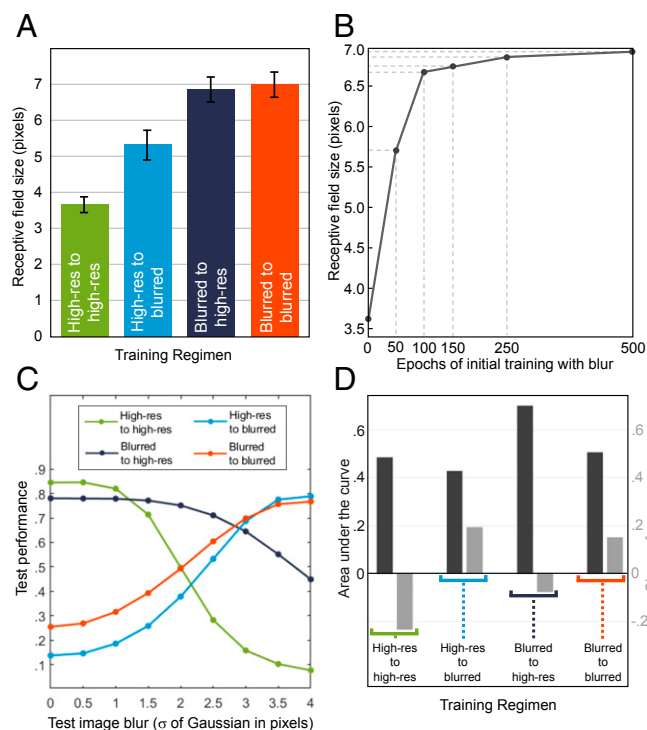 A
Receptive field size (pixels)
7
6
5
4
3
2
1
0
High-res to
high-res
High-res to
blurred
Blurred to
high-res
Blurred to
blurred
Training Regimen
B
Receptive field size (pixels)
7.0
6.5
6.0
5.5
5.0
4.5
4.0
3.5
0 50 100 150 250 500
Epochs of initial training with blur
C
High-res
to high-res
High-res
to blurred
Blurred
to high-res
Blurred
to blurred
Test performance
.9
.8
.7
.6
.5
.4
.3
.2
.1
0 0.5 1 1.5 2 2.5 3 3.5 4
Test image blur (σ of Gaussian in pixels)
D
Area under the curve
.6
.4
.2
0
.6
.4
.2
0
-.2
High-res
to
high-res
High-res
to
blurred
Blurred
to
high-res
Blurred
to
blurred
Training Regimen